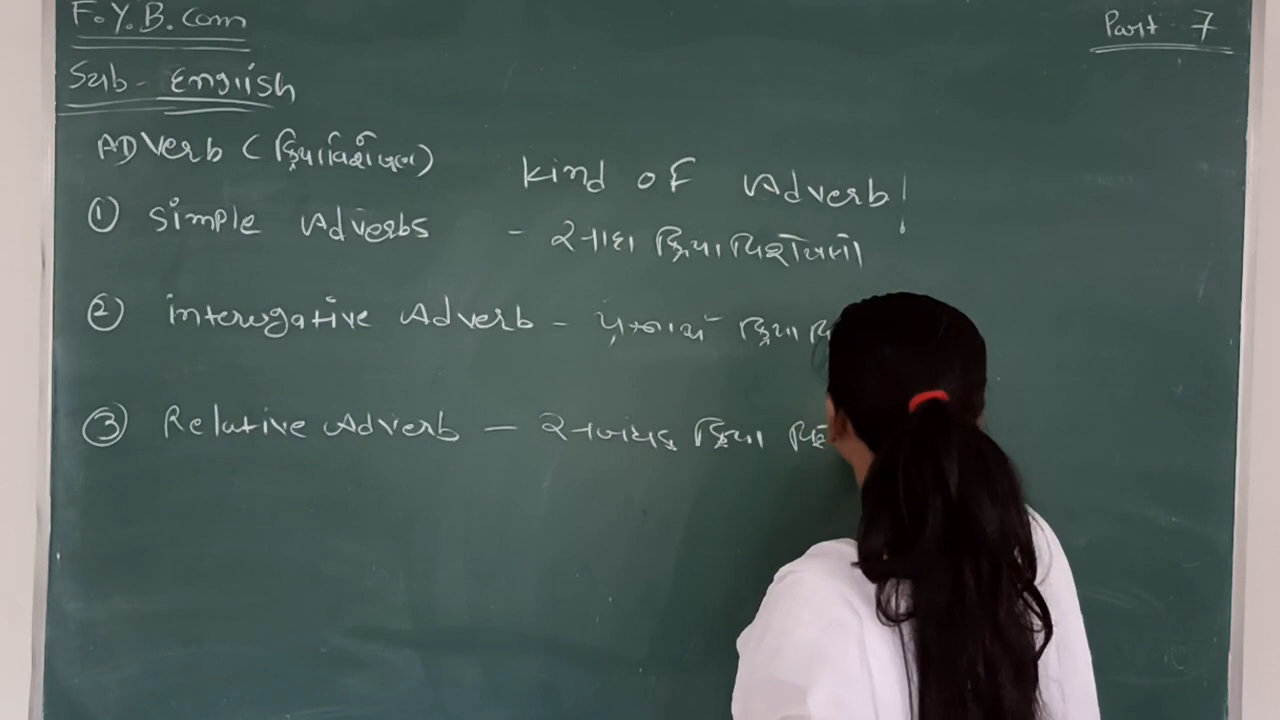 F.Y.B.Com
Part - 7
Sub - English
ADverb (ક્રિયાવિશેષણ)
Kind of Adverb!
① Simple Adverbs - સાદા ક્રિયા વિશેષણો
② interrogative Adverb - પ્રશ્નાર્થ ક્રિયા વિ
③ Relative Adverb - સંબંધક ક્રિયા વિશે